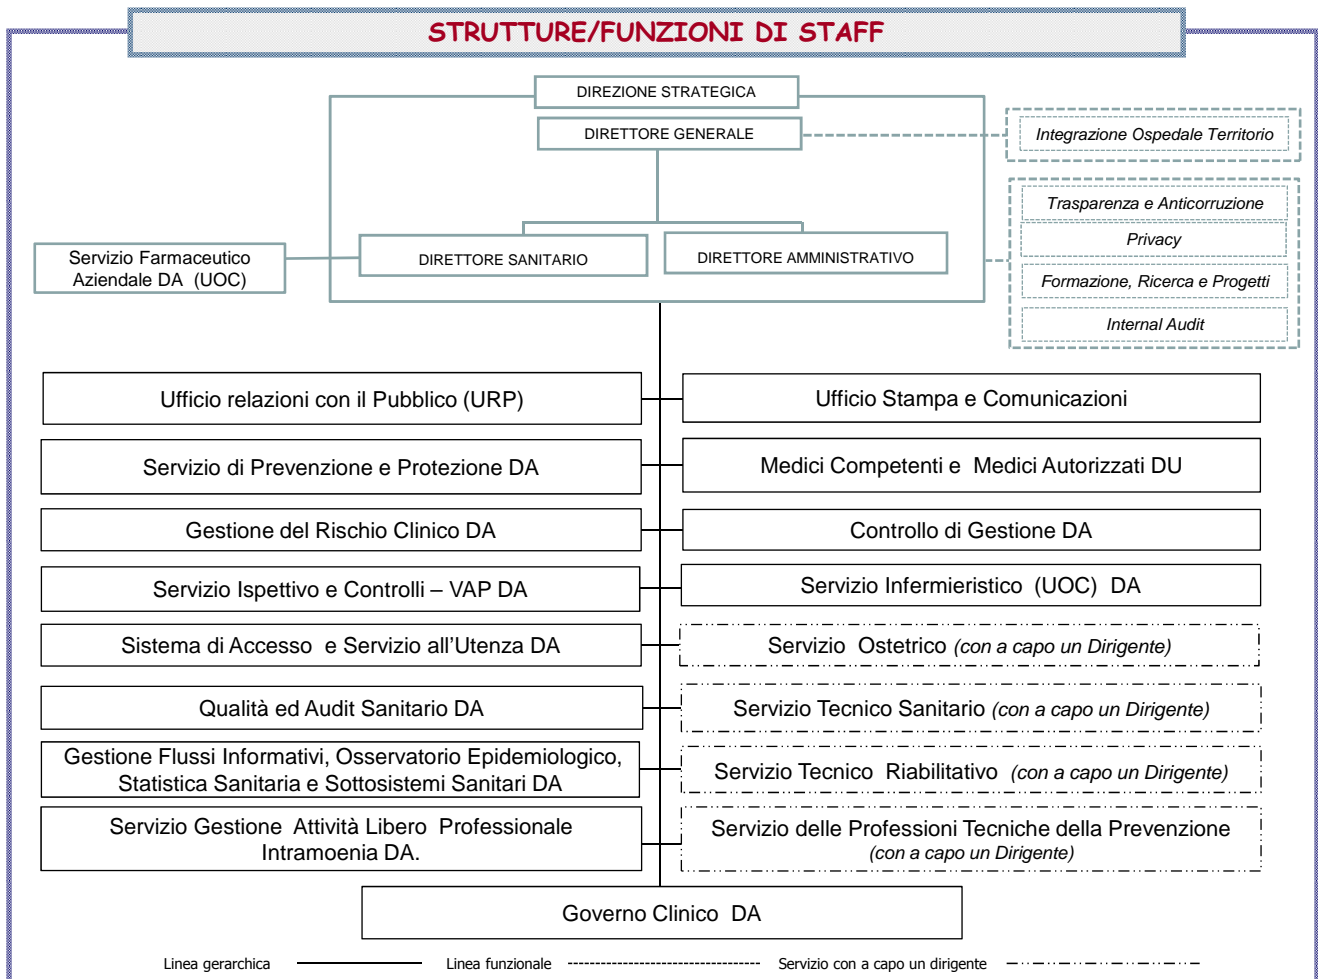 STRUTTURE/FUNZIONI DI STAFF
DIREZIONE STRATEGICA
DIRETTORE GENERALE
Integrazione Ospedale Territorio
Trasparenza e Anticorruzione
Privacy
Formazione, Ricerca e Progetti
Internal Audit
Servizio Farmaceutico
Aziendale DA (UOC)
DIRETTORE SANITARIO
DIRETTORE AMMINISTRATIVO
Ufficio relazioni con il Pubblico (URP)
Ufficio Stampa e Comunicazioni
Servizio di Prevenzione e Protezione DA
Medici Competenti e Medici Autorizzati DU
Gestione del Rischio Clinico DA
Controllo di Gestione DA
Servizio Ispettivo e Controlli – VAP DA
Servizio Infermieristico (UOC) DA
Sistema di Accesso e Servizio all'Utenza DA
Servizio Ostetrico (con a capo un Dirigente)
Qualità ed Audit Sanitario DA
Servizio Tecnico Sanitario (con a capo un Dirigente)
Gestione Flussi Informativi, Osservatorio Epidemiologico,
Statistica Sanitaria e Sottosistemi Sanitari DA
Servizio Tecnico Riabilitativo (con a capo un Dirigente)
Servizio Gestione Attività Libero Professionale
Intramoenia DA.
Servizio delle Professioni Tecniche della Prevenzione
(con a capo un Dirigente)
Governo Clinico DA
Linea gerarchica
Linea funzionale
Servizio con a capo un dirigente